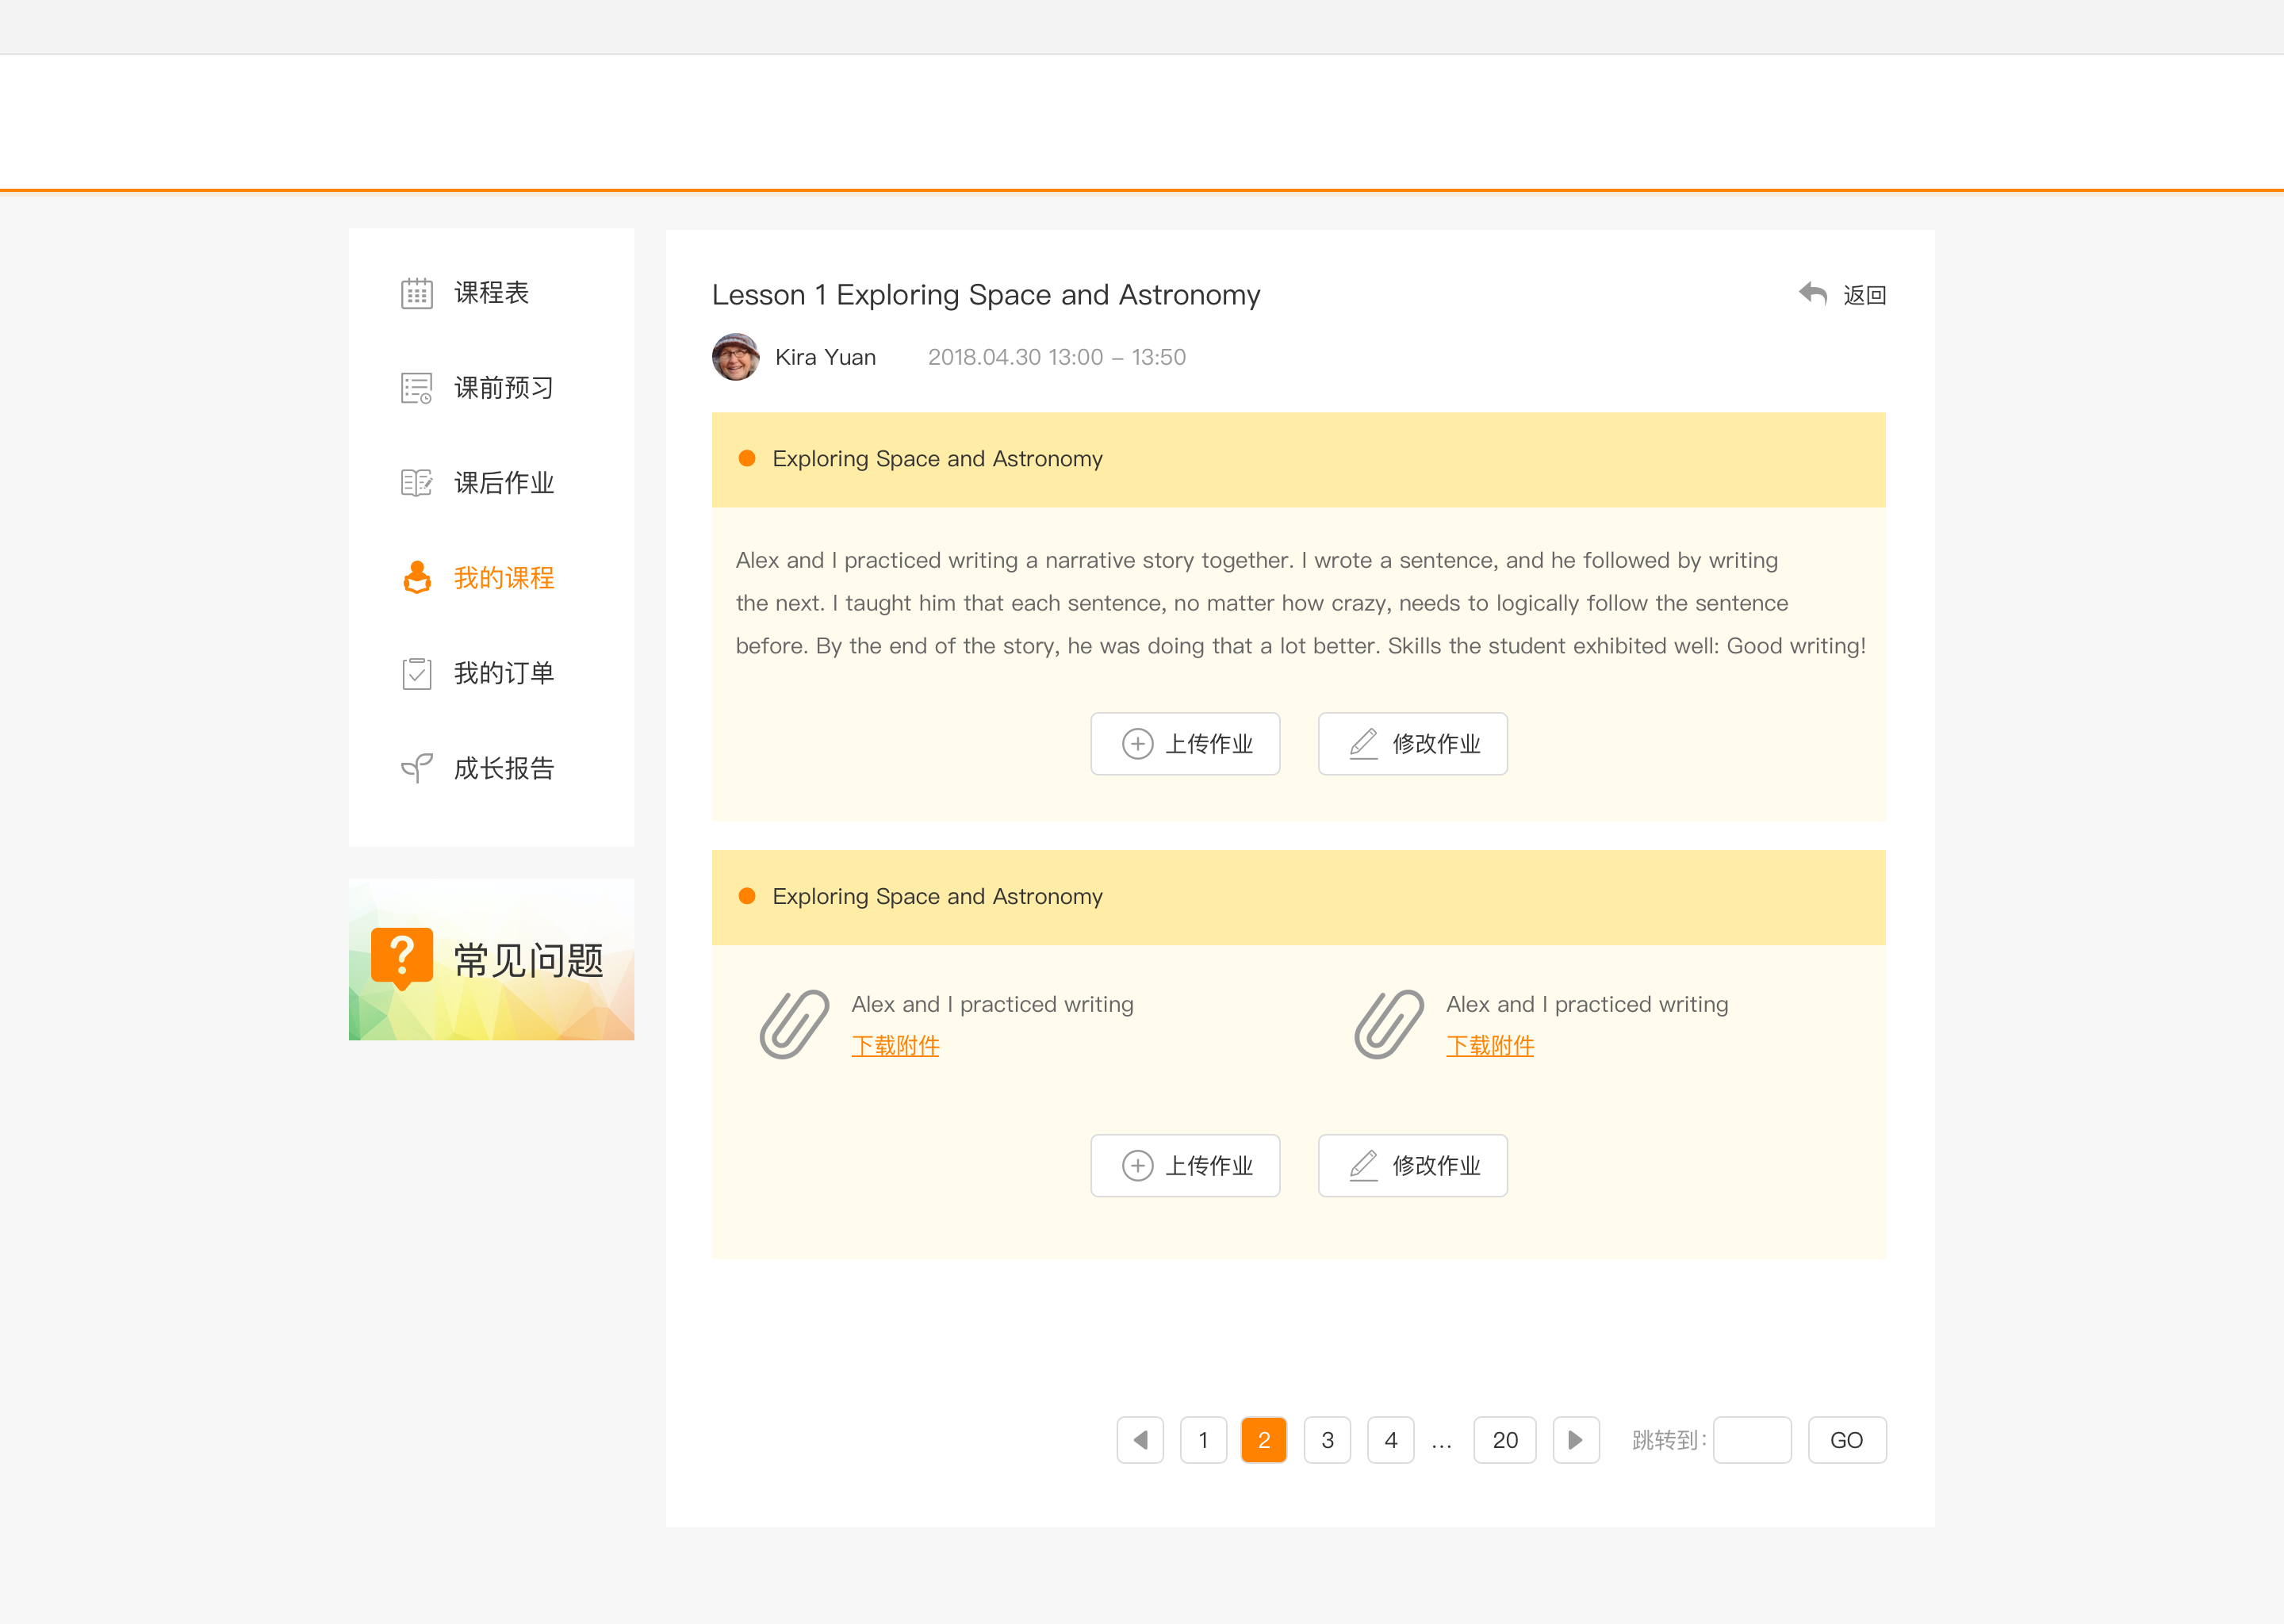 课程表
课前预习
课后作业
我的课程
我的订单
成长报告
?
常见问题
Lesson 1 Exploring Space and Astronomy
返回
Kira Yuan
2018.04.30 13:00 – 13:50
Exploring Space and Astronomy
Alex and I practiced writing a narrative story together. I wrote a sentence, and he followed by writing
the next. I taught him that each sentence, no matter how crazy, needs to logically follow the sentence
before. By the end of the story, he was doing that a lot better. Skills the student exhibited well: Good writing!
上传作业
修改作业
Exploring Space and Astronomy
Alex and I practiced writing
下载附件
Alex and I practiced writing
下载附件
上传作业
修改作业
1 2 3 4 ... 20 跳转到: GO